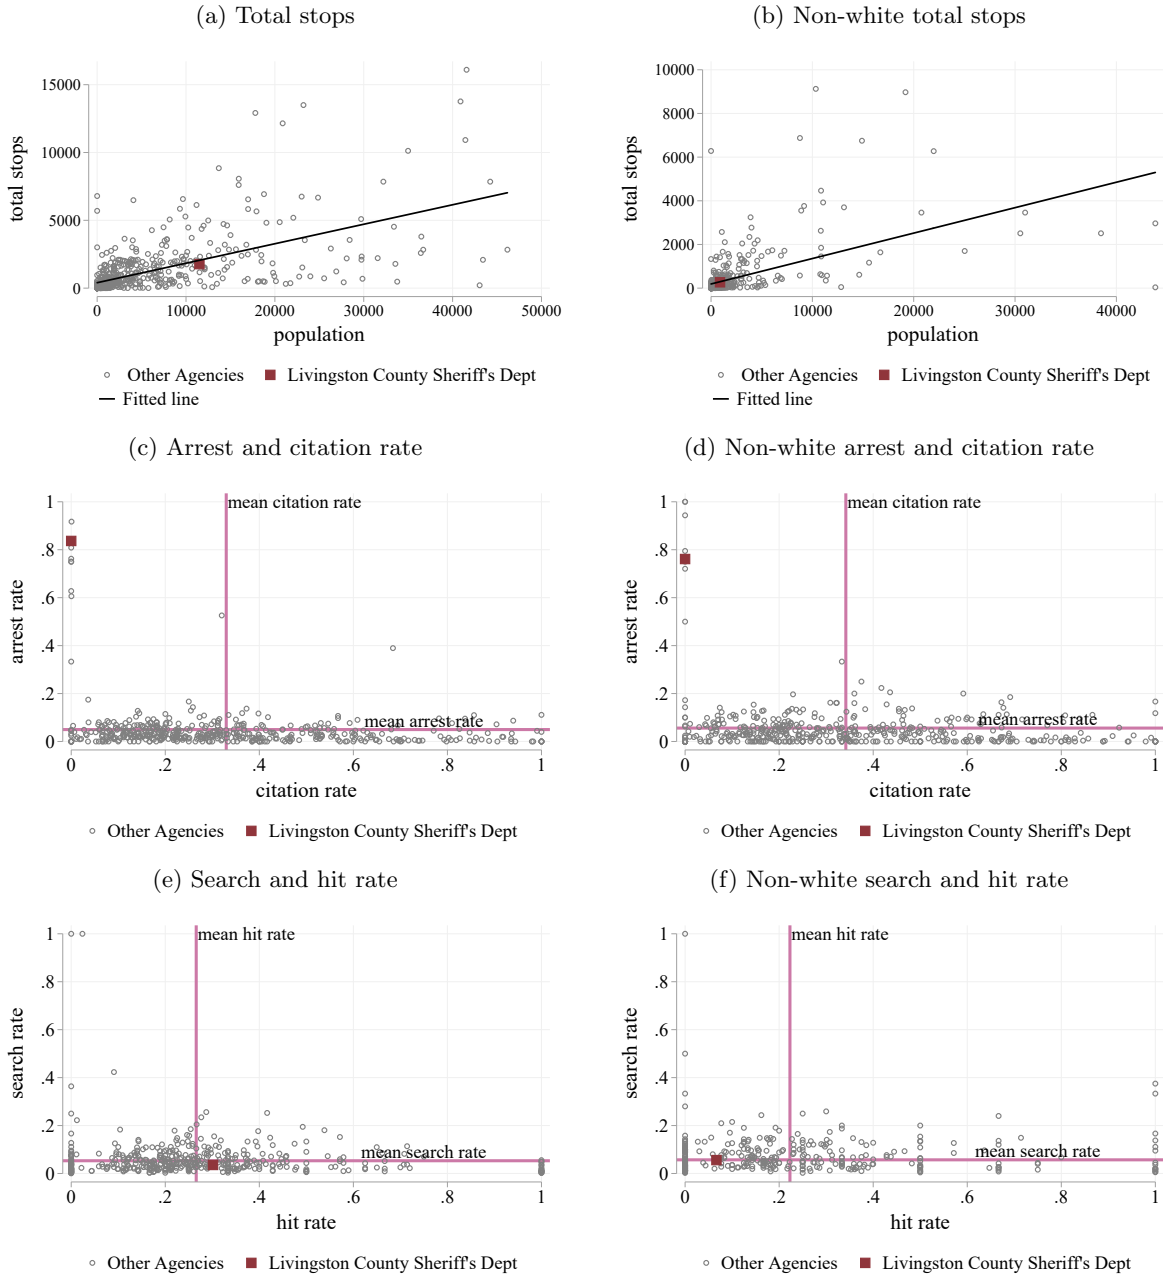 (a) Total stops
(b) Non-white total stops
total stops
15000
10000
5000
0
0
10000
20000
30000
40000
50000
population
Other Agencies
Livingston County Sheriff's Dept
Fitted line
total stops
10000
8000
6000
4000
2000
0
0
10000
20000
30000
40000
population
Other Agencies
Livingston County Sheriff's Dept
Fitted line
(c) Arrest and citation rate
(d) Non-white arrest and citation rate
arrest rate
1
.8
.6
.4
.2
0
mean citation rate
mean arrest rate
0
.2
.4
.6
.8
1
citation rate
Other Agencies
Livingston County Sheriff's Dept
arrest rate
1
.8
.6
.4
.2
0
mean citation rate
mean arrest rate
0
.2
.4
.6
.8
1
citation rate
Other Agencies
Livingston County Sheriff's Dept
(e) Search and hit rate
(f) Non-white search and hit rate
search rate
1
.8
.6
.4
.2
0
mean hit rate
mean search rate
0
.2
.4
.6
.8
1
hit rate
Other Agencies
Livingston County Sheriff's Dept
search rate
1
.8
.6
.4
.2
0
mean hit rate
mean search rate
0
.2
.4
.6
.8
1
hit rate
Other Agencies
Livingston County Sheriff's Dept